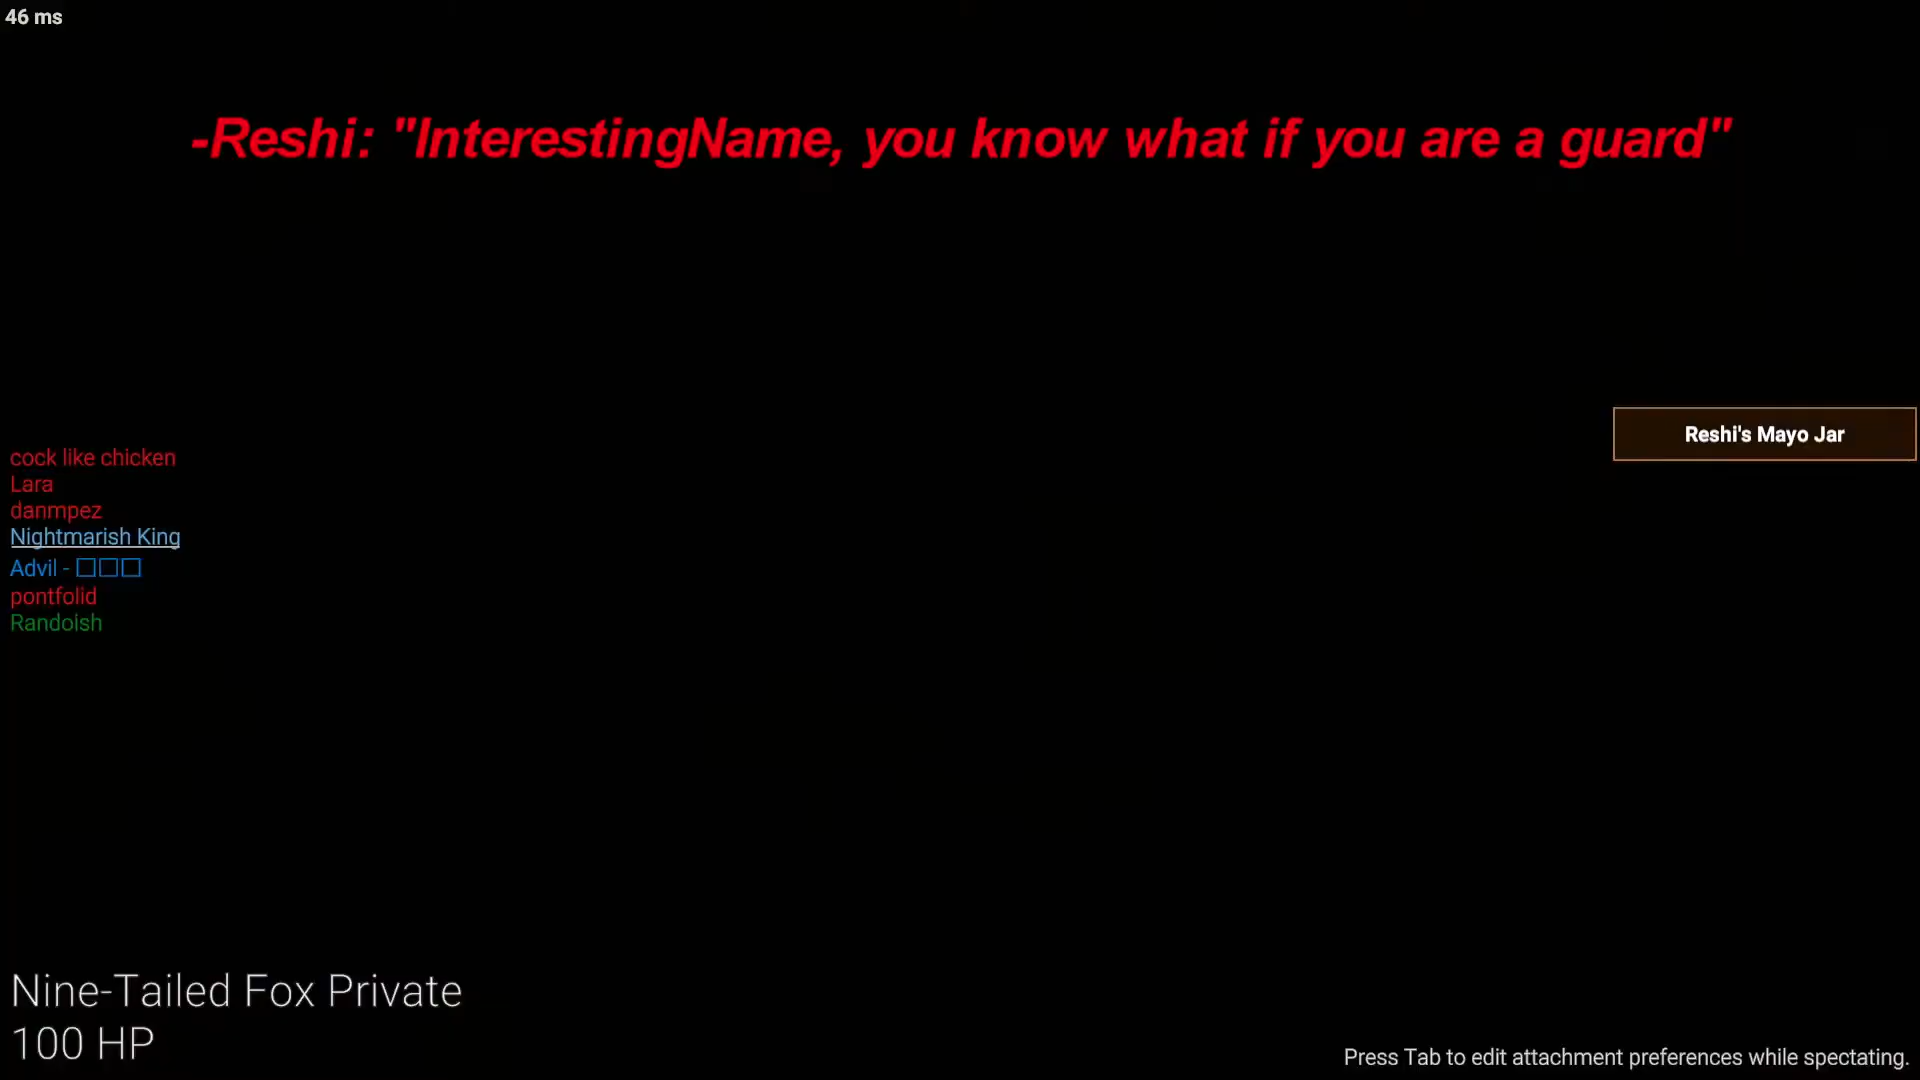 46 ms
-Reshi: "InterestingName, you know what if you are a guard"
Reshi's Mayo Jar
cock like chicken
Lara
danmpez
Nightmarish King
Advil - □□□
pontfolid
Randoish
Nine-Tailed Fox Private
100 HP
Press Tab to edit attachment preferences while spectating.